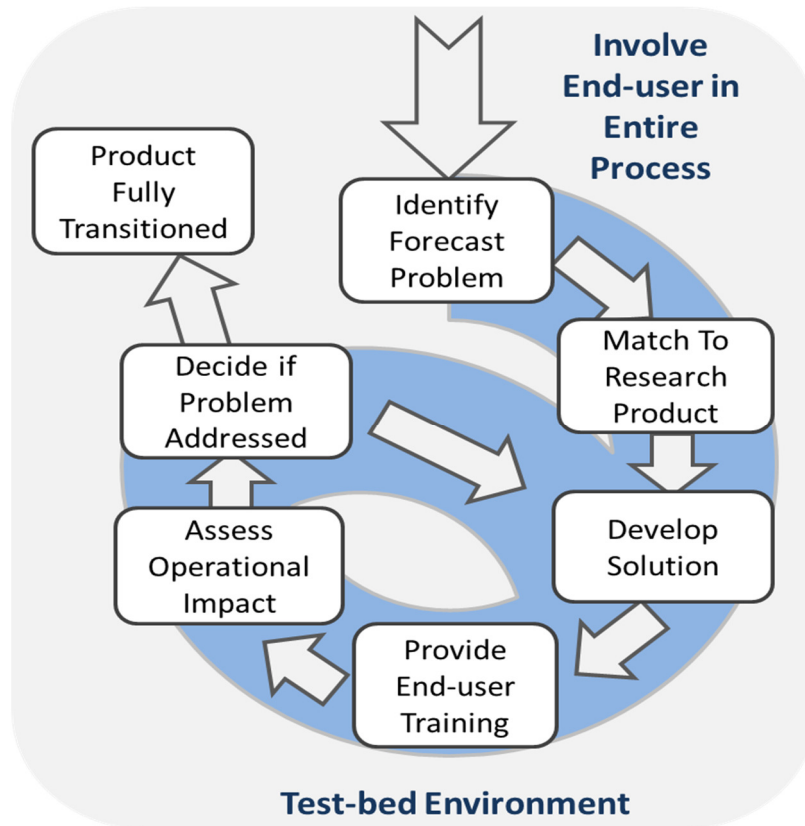 Involve
End-user in
Entire
Process
Product
Fully
Transitioned
Identify
Forecast
Problem
Match To
Research
Product
Decide if
Problem
Addressed
Develop
Solution
Assess
Operational
Impact
Provide
End-user
Training
Test-bed Environment